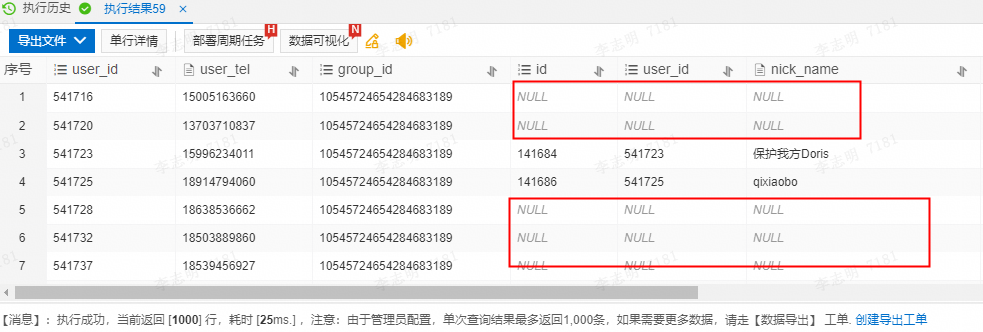 执行历史 执行结果59 ×
导出文件 单行详情 部署周期任务 H 数据可视化 N
序号 user_id user_tel group_id id user_id nick_name
1 541716 15005163660 10545724654284683189 NULL NULL NULL
2 541720 13703710837 10545724654284683189 NULL NULL NULL
3 541723 15996234011 10545724654284683189 141684 541723 保护我方Doris
4 541725 18914794060 10545724654284683189 141686 541725 qixiaobo
5 541728 18638536662 10545724654284683189 NULL NULL NULL
6 541732 18503889860 10545724654284683189 NULL NULL NULL
7 541737 18539456927 10545724654284683189 NULL NULL NULL
【消息】：执行成功，当前返回 [1000] 行，耗时 [25ms.] ，注意：由于管理员配置，单次查询结果最多返回1,000条，如果需要更多数据，请走【数据导出】 工单. 创建导出工单
李志明 7181